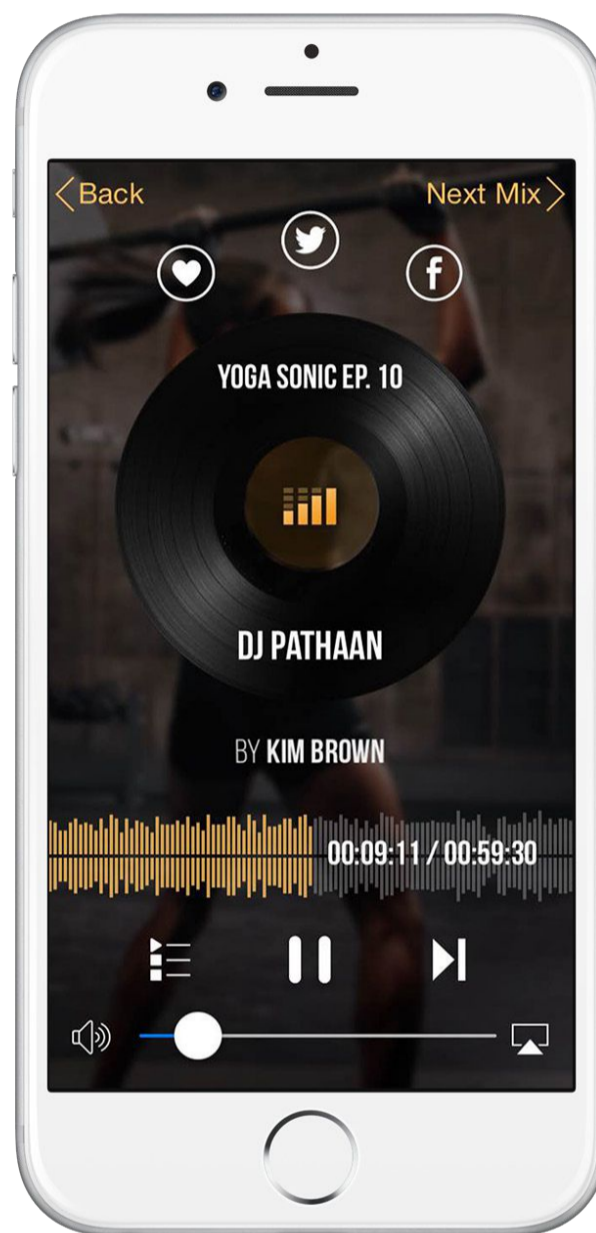 Back
Next Mix
YOGA SONIC EP. 10
DJ PATHAAN
BY KIM BROWN
00:09:11 / 00:59:30